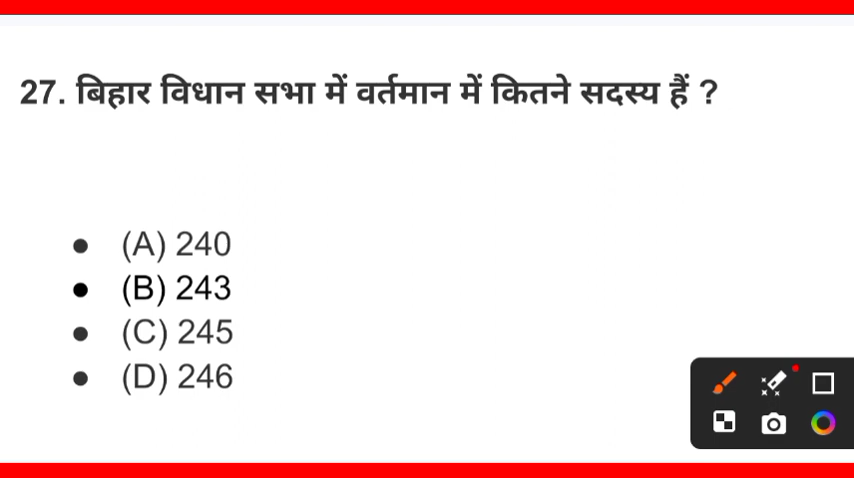 27. बिहार विधान सभा में वर्तमान में कितने सदस्य हैं ?
● (A) 240
● (B) 243
● (C) 245
● (D) 246